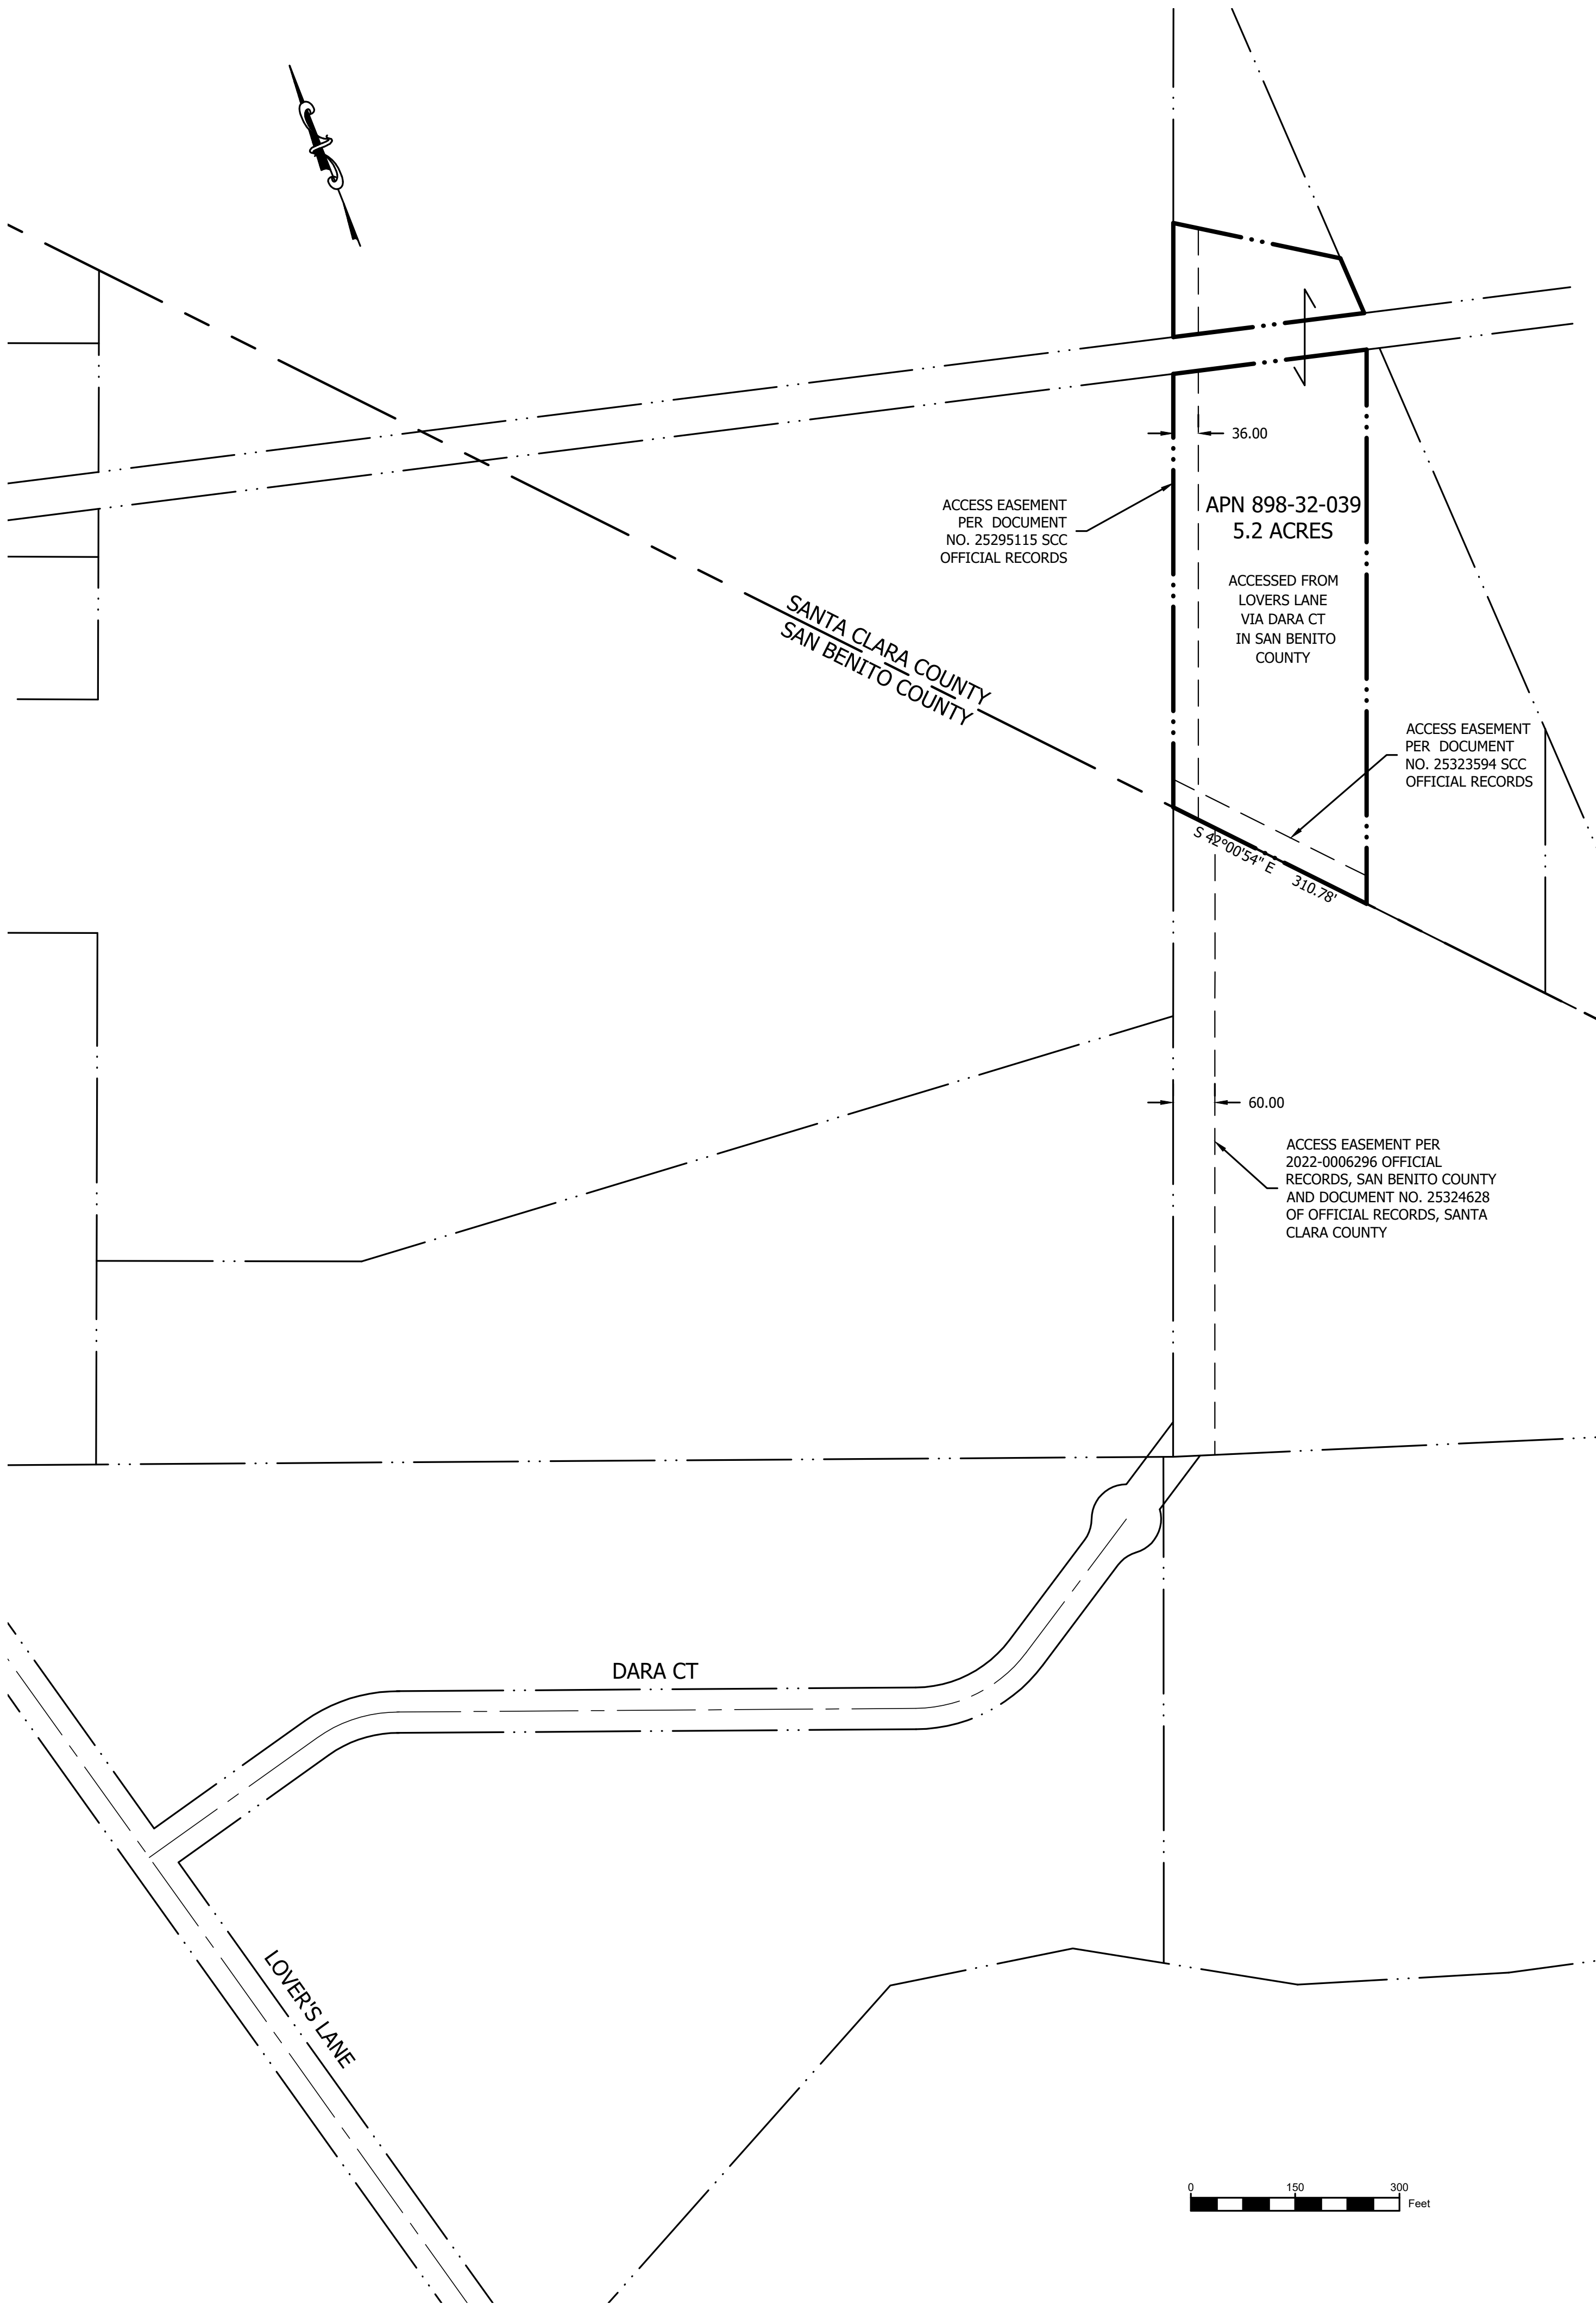 36.00
ACCESS EASEMENT
PER DOCUMENT
NO. 25295115 SCC
OFFICIAL RECORDS
APN 898-32-039
5.2 ACRES
ACCESSED FROM
LOVERS LANE
VIA DARA CT
IN SAN BENITO
COUNTY
SANTA CLARA COUNTY
SAN BENITO COUNTY
ACCESS EASEMENT
PER DOCUMENT
NO. 25323594 SCC
OFFICIAL RECORDS
S 42°00'54" E 310.78'
60.00
ACCESS EASEMENT PER
2022-0006296 OFFICIAL
RECORDS, SAN BENITO COUNTY
AND DOCUMENT NO. 25324628
OF OFFICIAL RECORDS, SANTA
CLARA COUNTY
DARA CT
LOVER'S LANE
0 150 300
Feet